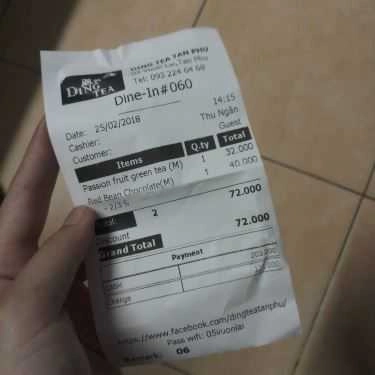 DING TEA
DING TEA TAN PHU
Tel: 093 224 64 68
Dine-In#060
Date: 25/02/2018 14:15
Cashier: Thu Ngân
Customer: Guest
Items Q.ty Total
Passion fruit green tea (M) 1 32.000
Red Bean Chocolate(M) 1 40.000
2 72.000
72.000
Grand Total
Payment
CASH
Change
https://www.facebook.com/dingteatanphu/
Pass wifi: 05vuonlai
Remark: 06